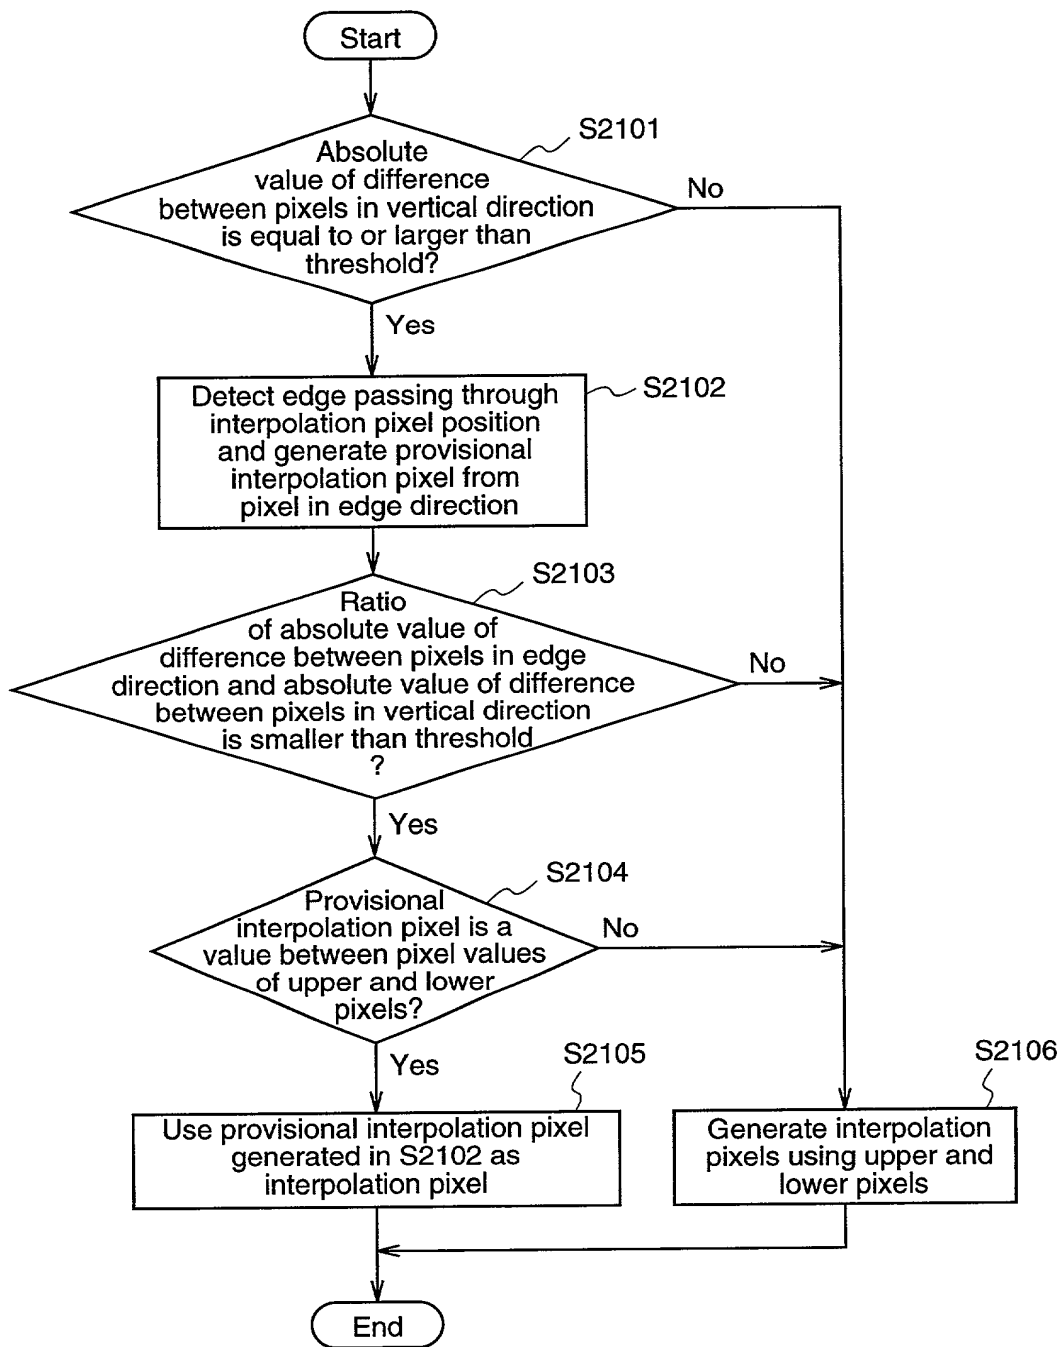 Start
S2101
Absolute
value of difference
between pixels in vertical direction
is equal to or larger than
threshold?
No
Yes
S2102
Detect edge passing through
interpolation pixel position
and generate provisional
interpolation pixel from
pixel in edge direction
S2103
Ratio
of absolute value of
difference between pixels in edge
direction and absolute value of difference
between pixels in vertical direction
is smaller than threshold
?
No
Yes
S2104
Provisional
interpolation pixel is a
value between pixel values
of upper and lower
pixels?
No
Yes
S2105
Use provisional interpolation pixel
generated in S2102 as
interpolation pixel
S2106
Generate interpolation
pixels using upper and
lower pixels
End